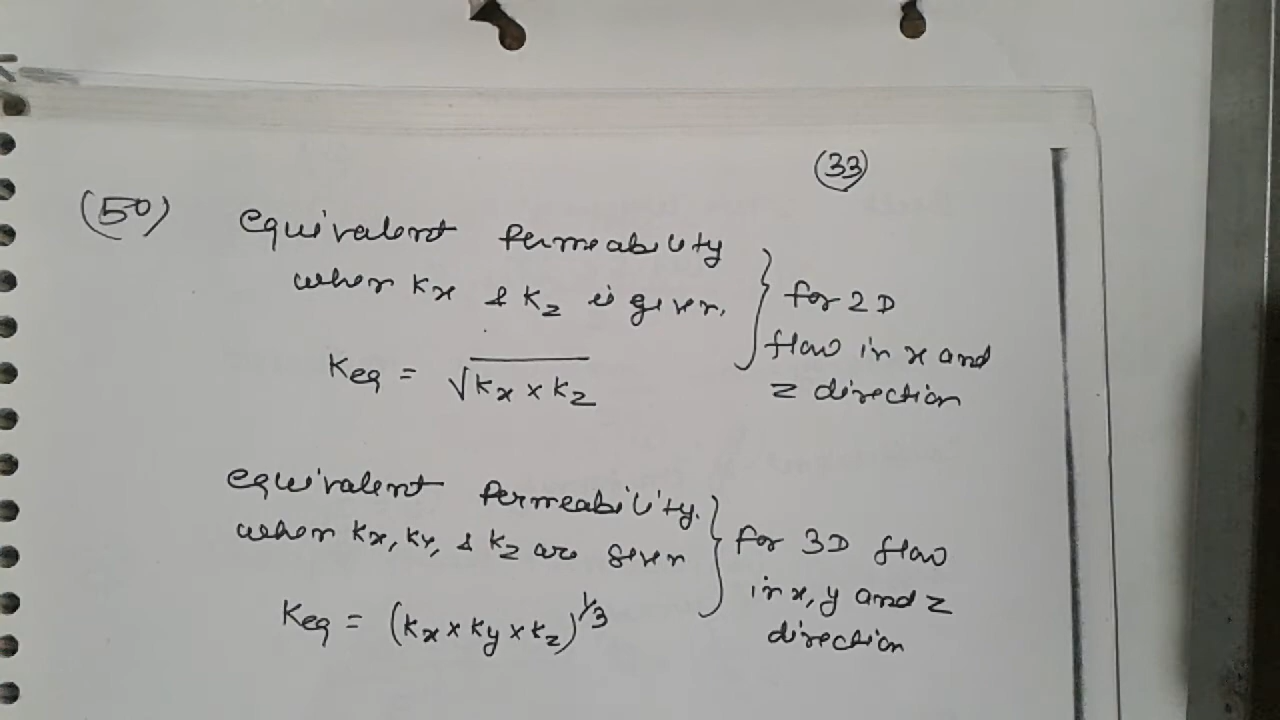 (33)
(50) equivalent permeability
when Kx & Kz is given.
Keq = √Kx × Kz
} for 2D
flow in x and
z direction
equivalent permeability.
when Kx, Ky, & Kz are given
Keq = (Kx × Ky × Kz)^1/3
} for 3D flow
in x, y and z
direction